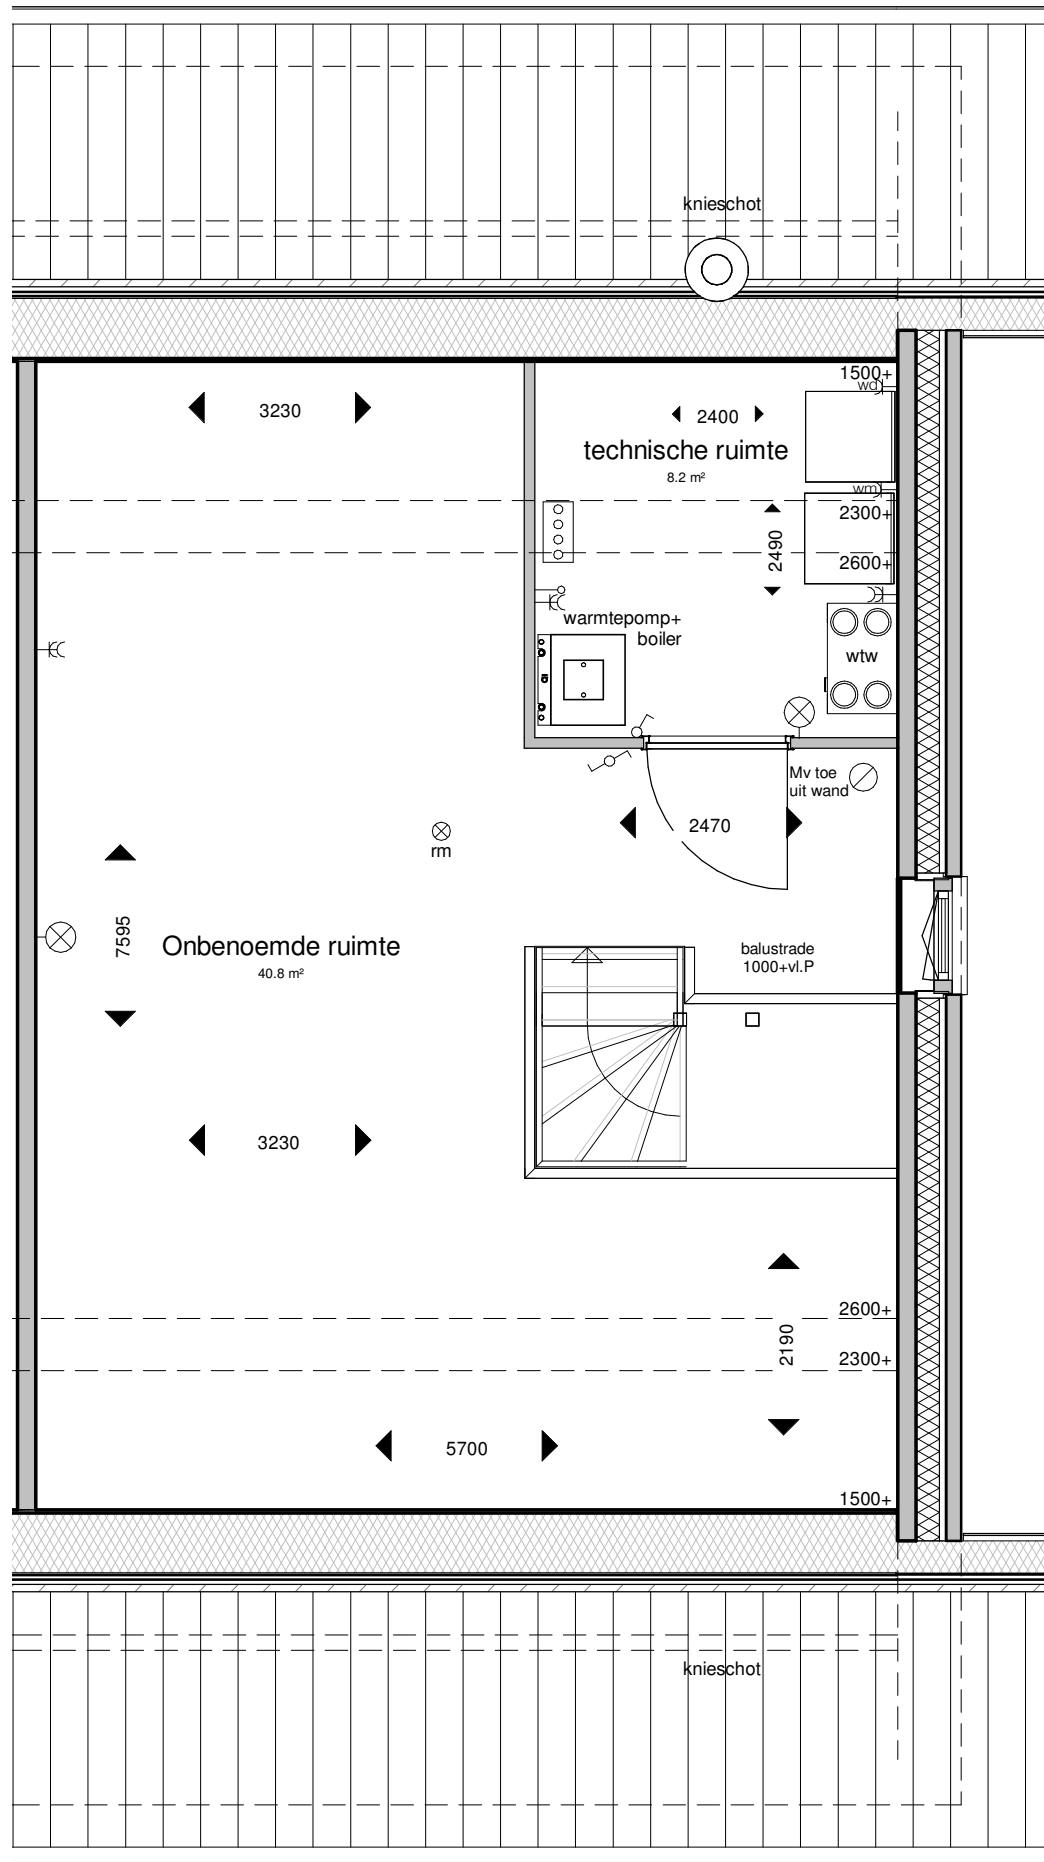 knieschot
1500+
wd
3230
2400
technische ruimte
8.2 m²
wm
2300+
2490
2600+
warmtepomp+
boiler
wtw
Mv toe
uit wand
2470
rm
7595
Onbenoemde ruimte
40.8 m²
balustrade
1000+vl.P
3230
2600+
2190
2300+
5700
1500+
knieschot